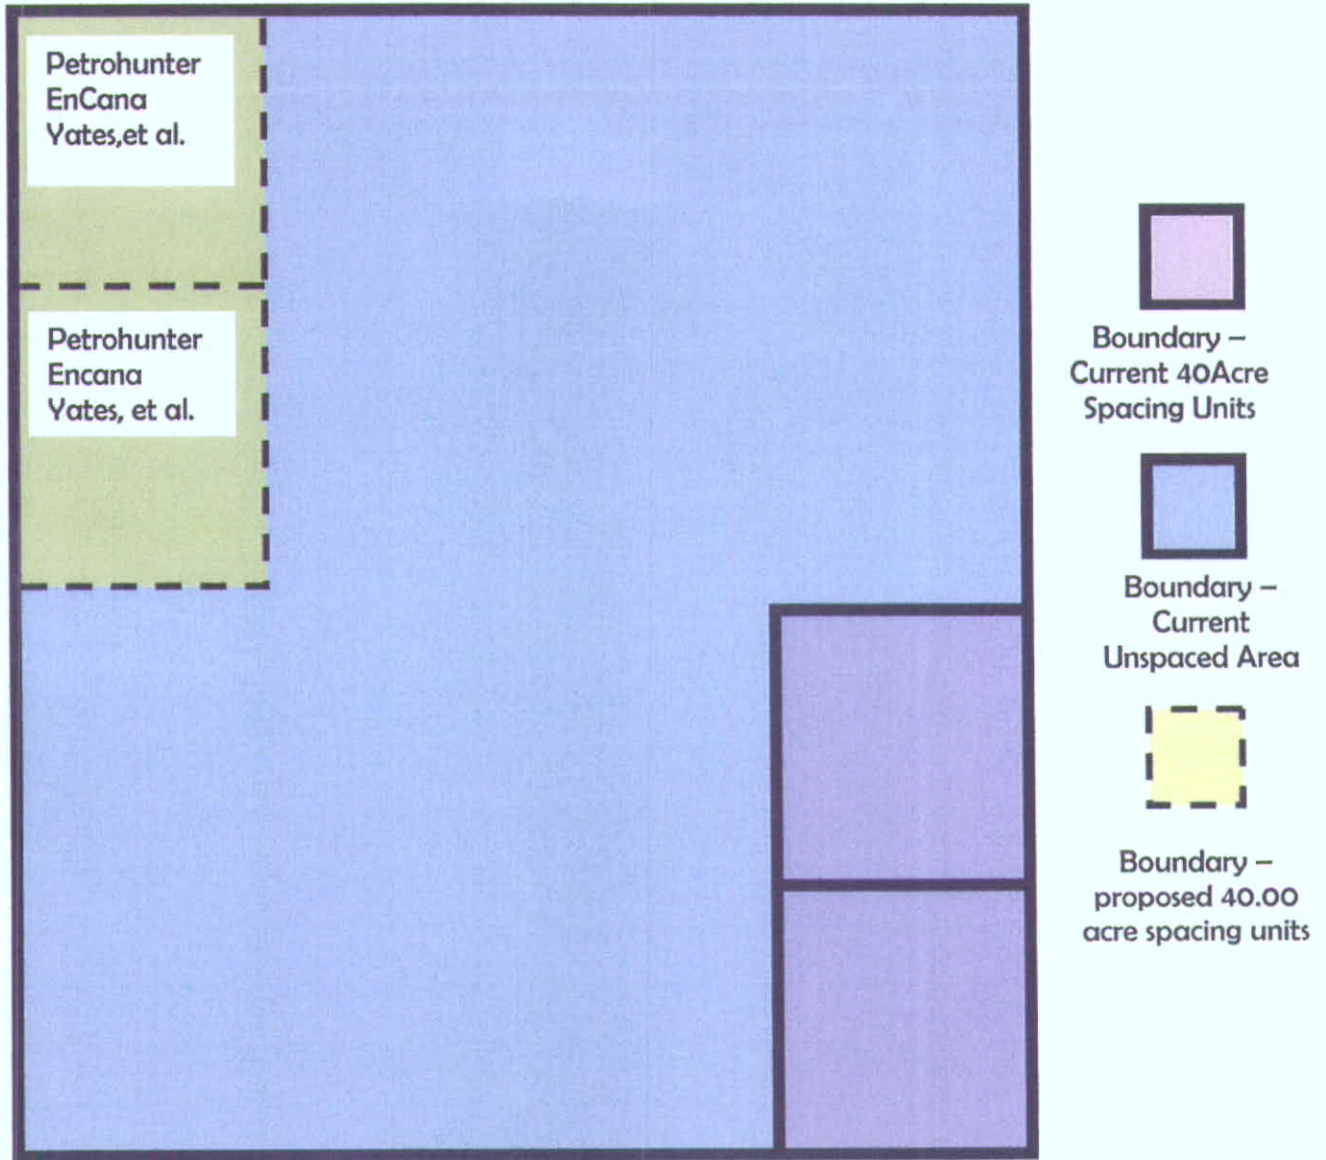 Petrohunter
EnCana
Yates,et al.
Petrohunter
Encana
Yates, et al.
Boundary –
Current 40Acre
Spacing Units
Boundary –
Current
Unspaced Area
Boundary –
proposed 40.00
acre spacing units